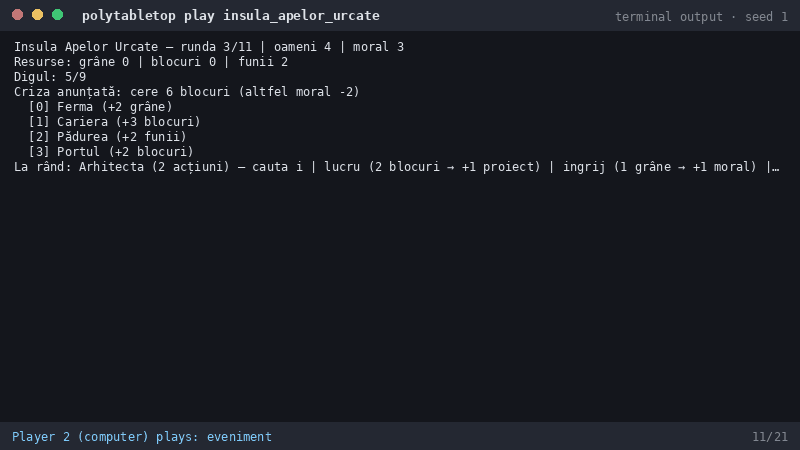 polytabletop play insula_apelor_urcate
terminal output · seed 1
Insula Apelor Urcate — runda 3/11 | oameni 4 | moral 3
Resurse: grâne 0 | blocuri 0 | funii 2
Digul: 5/9
Criza anunțată: cere 6 blocuri (altfel moral -2)
[0] Ferma (+2 grâne)
[1] Cariera (+3 blocuri)
[2] Pădurea (+2 funii)
[3] Portul (+2 blocuri)
La rând: Arhitecta (2 acțiuni) — cauta i | lucru (2 blocuri → +1 proiect) | ingrij (1 grâne → +1 moral) |…
Player 2 (computer) plays: eveniment
11/21